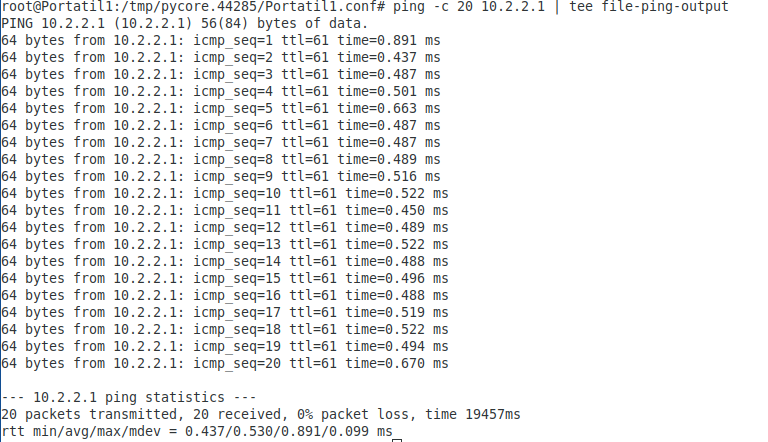 root@Portatil1:/tmp/pycore.44285/Portatil1.conf# ping -c 20 10.2.2.1 | tee file-ping-output
PING 10.2.2.1 (10.2.2.1) 56(84) bytes of data.
64 bytes from 10.2.2.1: icmp_seq=1 ttl=61 time=0.891 ms
64 bytes from 10.2.2.1: icmp_seq=2 ttl=61 time=0.437 ms
64 bytes from 10.2.2.1: icmp_seq=3 ttl=61 time=0.487 ms
64 bytes from 10.2.2.1: icmp_seq=4 ttl=61 time=0.501 ms
64 bytes from 10.2.2.1: icmp_seq=5 ttl=61 time=0.663 ms
64 bytes from 10.2.2.1: icmp_seq=6 ttl=61 time=0.487 ms
64 bytes from 10.2.2.1: icmp_seq=7 ttl=61 time=0.487 ms
64 bytes from 10.2.2.1: icmp_seq=8 ttl=61 time=0.489 ms
64 bytes from 10.2.2.1: icmp_seq=9 ttl=61 time=0.516 ms
64 bytes from 10.2.2.1: icmp_seq=10 ttl=61 time=0.522 ms
64 bytes from 10.2.2.1: icmp_seq=11 ttl=61 time=0.450 ms
64 bytes from 10.2.2.1: icmp_seq=12 ttl=61 time=0.489 ms
64 bytes from 10.2.2.1: icmp_seq=13 ttl=61 time=0.522 ms
64 bytes from 10.2.2.1: icmp_seq=14 ttl=61 time=0.488 ms
64 bytes from 10.2.2.1: icmp_seq=15 ttl=61 time=0.496 ms
64 bytes from 10.2.2.1: icmp_seq=16 ttl=61 time=0.488 ms
64 bytes from 10.2.2.1: icmp_seq=17 ttl=61 time=0.519 ms
64 bytes from 10.2.2.1: icmp_seq=18 ttl=61 time=0.522 ms
64 bytes from 10.2.2.1: icmp_seq=19 ttl=61 time=0.494 ms
64 bytes from 10.2.2.1: icmp_seq=20 ttl=61 time=0.670 ms
--- 10.2.2.1 ping statistics ---
20 packets transmitted, 20 received, 0% packet loss, time 19457ms
rtt min/avg/max/mdev = 0.437/0.530/0.891/0.099 ms